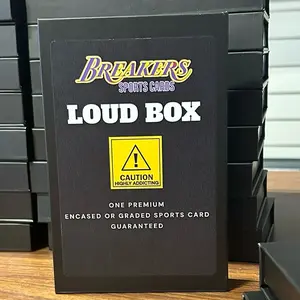 BREAKERS
SPORTS CARDS
LOUD BOX
CAUTION
HIGHLY ADDICTING
ONE PREMIUM
ENCASED OR GRADED SPORTS CARD
GUARANTEED